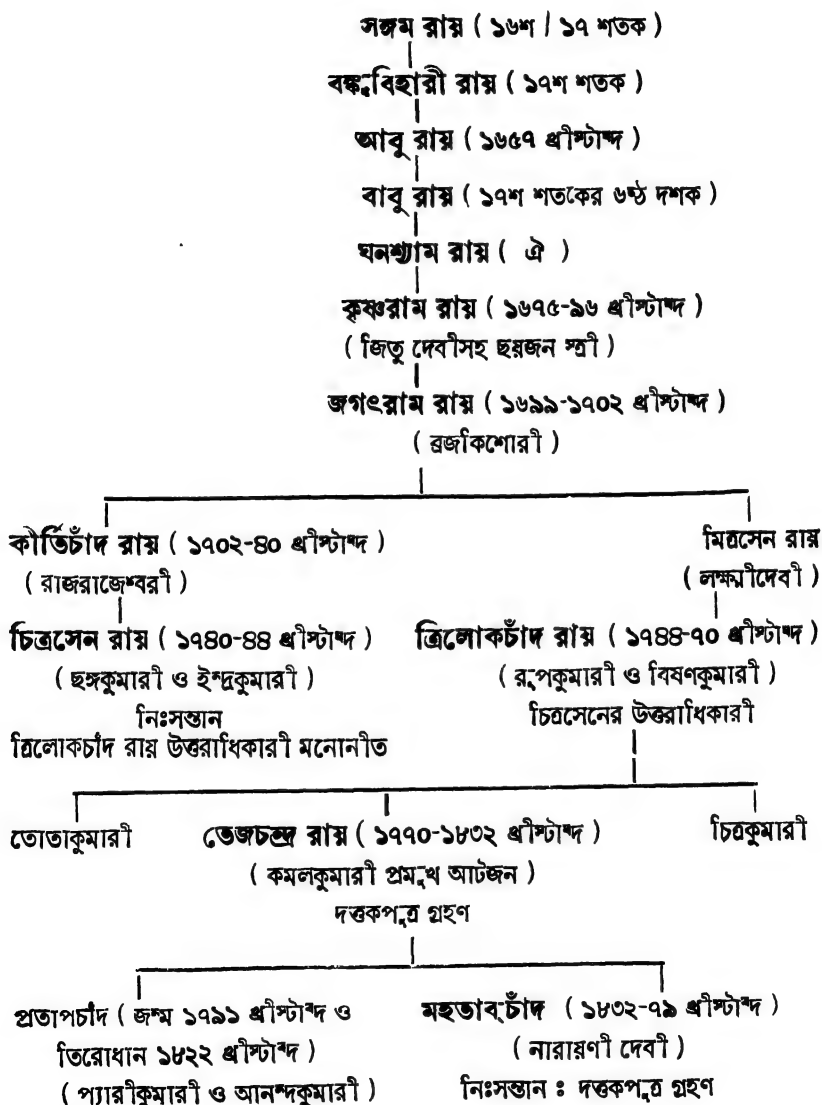 সঙ্গম রায় ( ১৬শ / ১৭ শতক )
বঙ্কুবিহারী রায় ( ১৭শ শতক )
আবু রায় ( ১৬৫৭ খ্রীস্টাব্দ )
বাবু রায় ( ১৭শ শতকের ৬ষ্ঠ দশক )
ঘনশ্যাম রায় ( ঐ )
কৃষ্ণরাম রায় ( ১৬৭৫-৯৬ খ্রীস্টাব্দ )
( জিতু দেবীসহ ছয়জন স্ত্রী )
জগৎরাম রায় ( ১৬৯৯-১৭০২ খ্রীস্টাব্দ )
( ব্রজকিশোরী )
কীর্তিচাঁদ রায় ( ১৭০২-৪০ খ্রীস্টাব্দ ) মিত্রসেন রায়
( রাজরাজেশ্বরী ) ( লক্ষ্মীদেবী )
চিত্রসেন রায় ( ১৭৪০-৪৪ খ্রীস্টাব্দ ) ত্রিলোকচাঁদ রায় ( ১৭৪৪-৭০ খ্রীস্টাব্দ )
( ছঙ্গকুমারী ও ইন্দ্রকুমারী ) ( রূপকুমারী ও বিষণকুমারী )
নিঃসন্তান চিত্রসেনের উত্তরাধিকারী
ত্রিলোকচাঁদ রায় উত্তরাধিকারী মনোনীত
তোতাকুমারী তেজচন্দ্র রায় ( ১৭৭০-১৮৩২ খ্রীস্টাব্দ ) চিত্রকুমারী
( কমলকুমারী প্রমুখ আটজন )
দত্তকপুত্র গ্রহণ
প্রতাপচাঁদ ( জন্ম ১৭৯১ খ্রীস্টাব্দ ও মহতাব্‌চাঁদ ( ১৮৩২-৭৯ খ্রীস্টাব্দ )
তিরোধান ১৮২২ খ্রীস্টাব্দ ) ( নারায়ণী দেবী )
( প্যারীকুমারী ও আনন্দকুমারী ) নিঃসন্তান : দত্তকপুত্র গ্রহণ